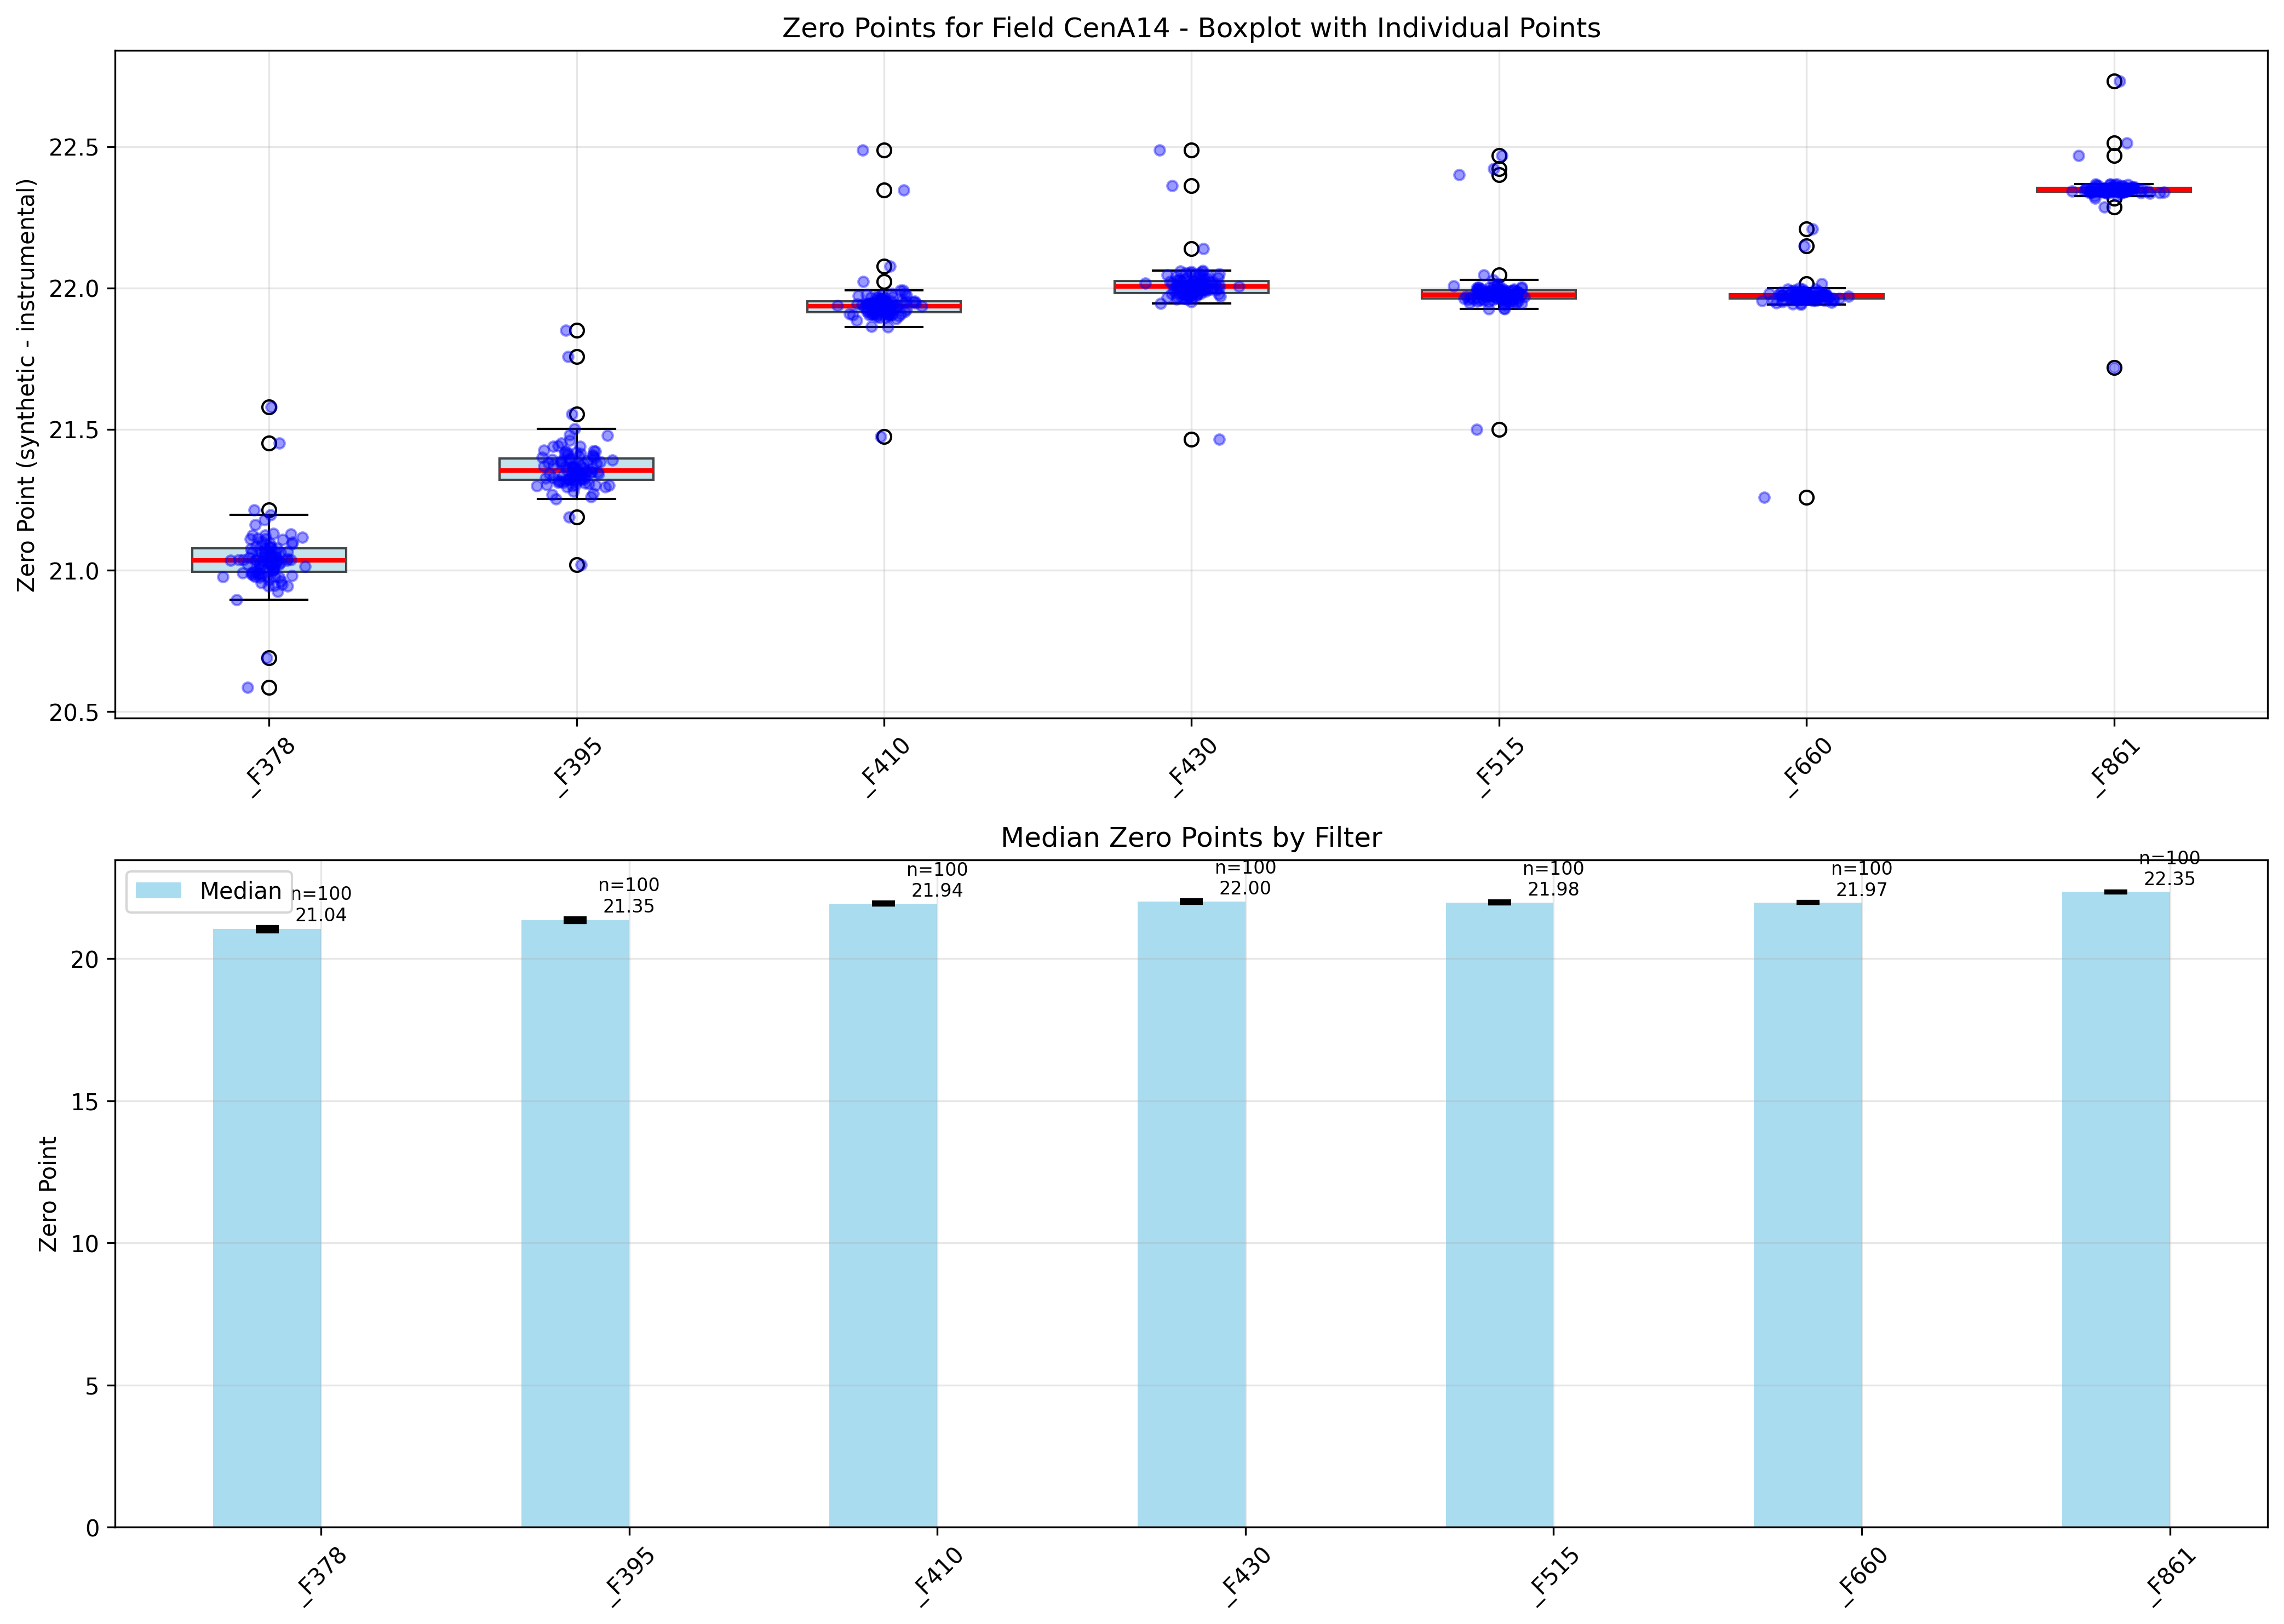 Zero Points for Field CenA14 - Boxplot with Individual Points
Zero Point (synthetic - instrumental)
22.5
22.0
21.5
21.0
20.5
_F378
_F395
_F410
_F430
_F515
_F660
_F861
Median Zero Points by Filter
Zero Point
Median
n=100
21.04
n=100
21.35
n=100
21.94
n=100
22.00
n=100
21.98
n=100
21.97
n=100
22.35
20
15
10
5
0
_F378
_F395
_F410
_F430
_F515
_F660
_F861